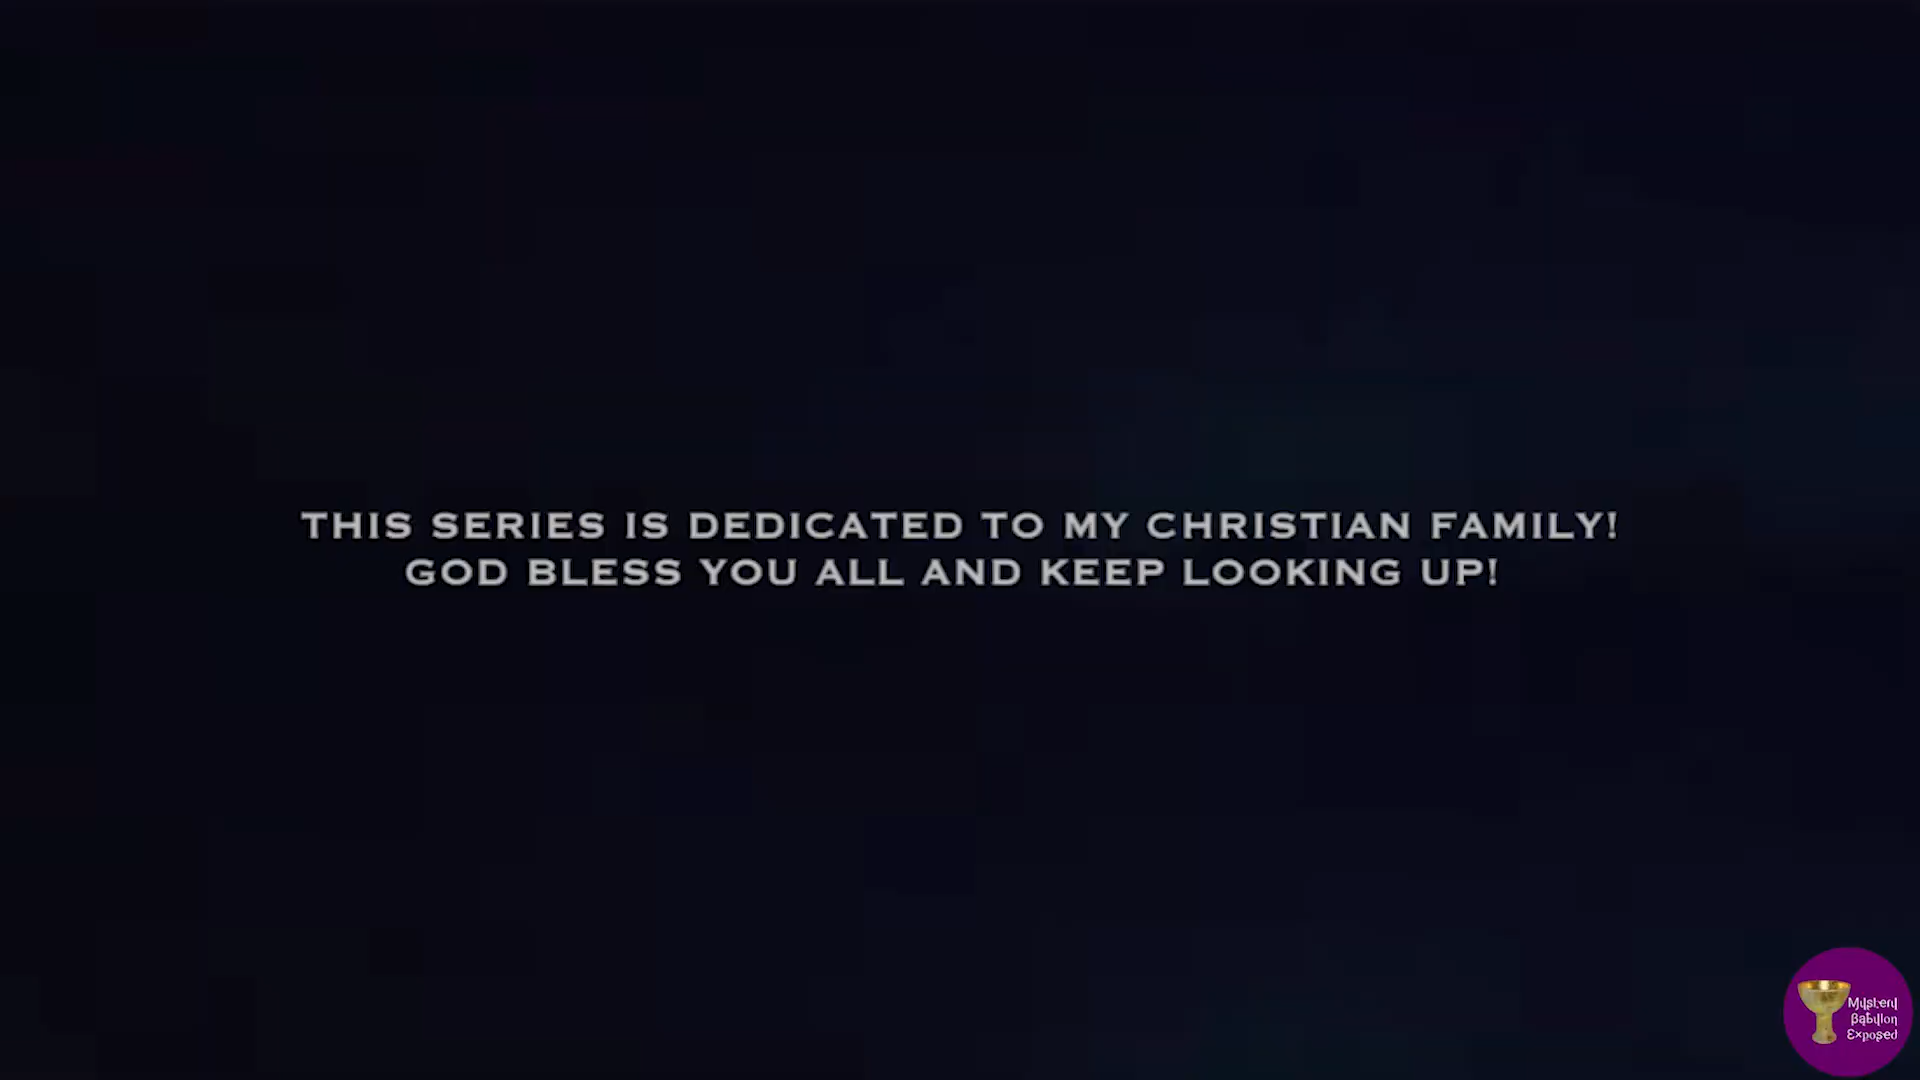 THIS SERIES IS DEDICATED TO MY CHRISTIAN FAMILY!
GOD BLESS YOU ALL AND KEEP LOOKING UP!
Mystery
Babylon
Exposed